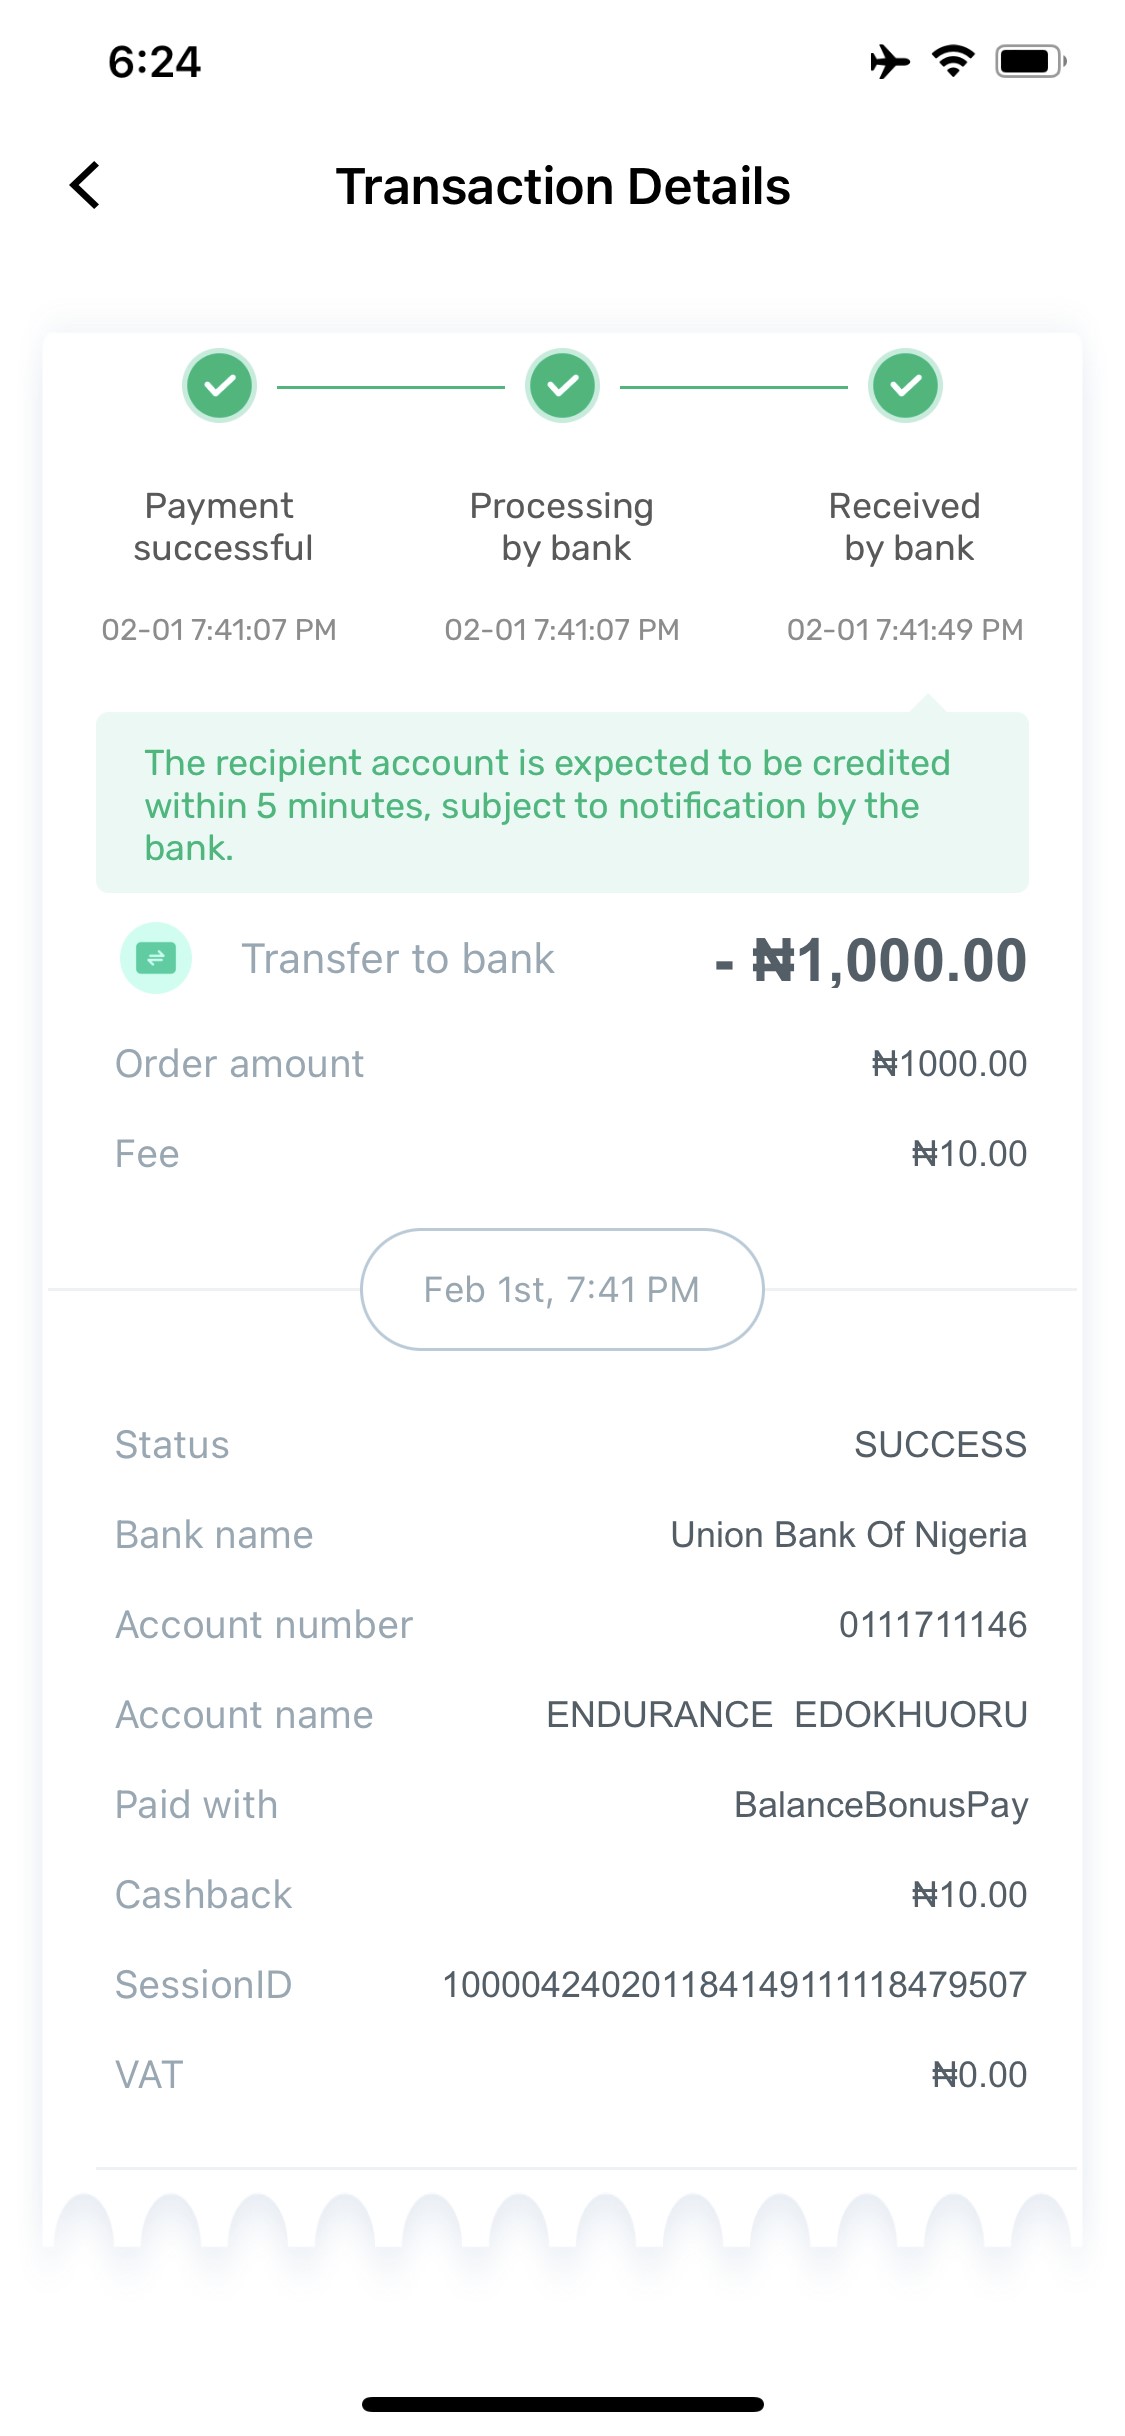 6:24
Transaction Details
Payment
successful
Processing
by bank
Received
by bank
02-01 7:41:07 PM
02-01 7:41:07 PM
02-01 7:41:49 PM
The recipient account is expected to be credited
within 5 minutes, subject to notification by the
bank.
Transfer to bank
- ₦1,000.00
Order amount
₦1000.00
Fee
₦10.00
Feb 1st, 7:41 PM
Status
SUCCESS
Bank name
Union Bank Of Nigeria
Account number
0111711146
Account name
ENDURANCE  EDOKHUORU
Paid with
BalanceBonusPay
Cashback
₦10.00
SessionID
100004240201184149111118479507
VAT
₦0.00